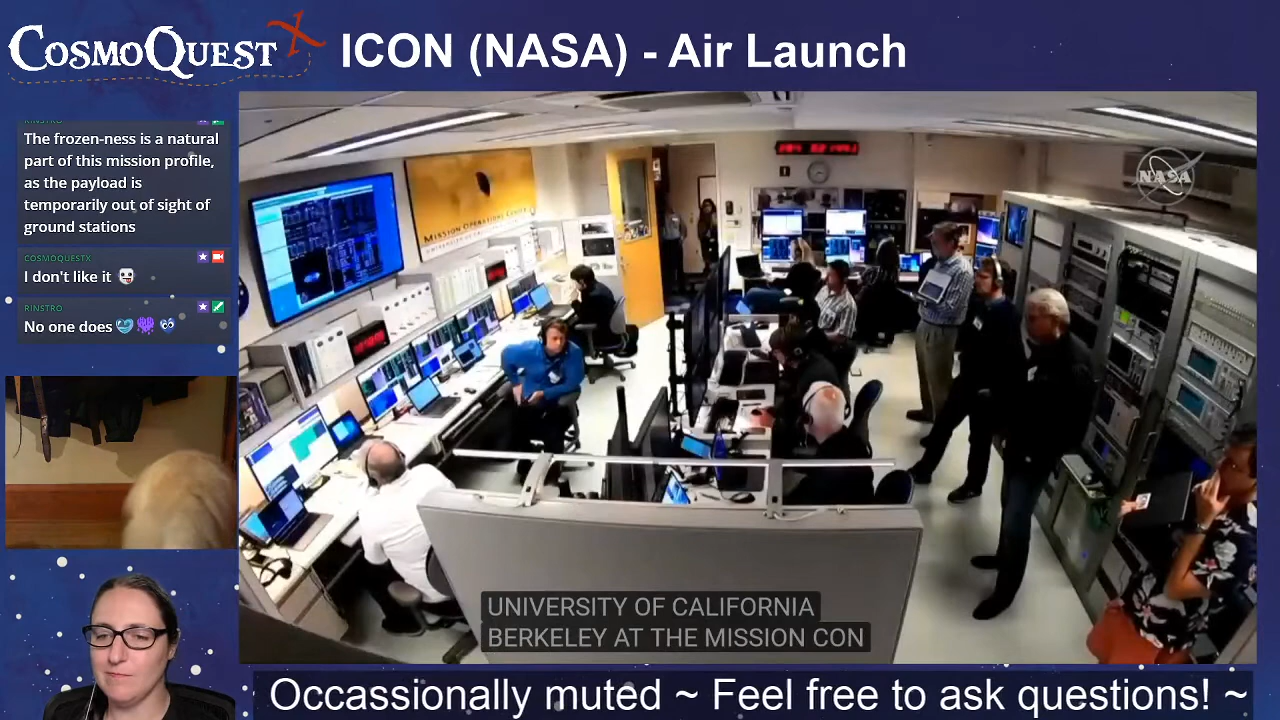 COSMOQUEST X
ICON (NASA) - Air Launch
RINSTRO
The frozen-ness is a natural
part of this mission profile,
as the payload is
temporarily out of sight of
ground stations
COSMOQUESTX
I don't like it
RINSTRO
No one does
MISSION OPERATIONS CENTER
NASA
UNIVERSITY OF CALIFORNIA
BERKELEY AT THE MISSION CON
Occassionally muted ~ Feel free to ask questions! ~